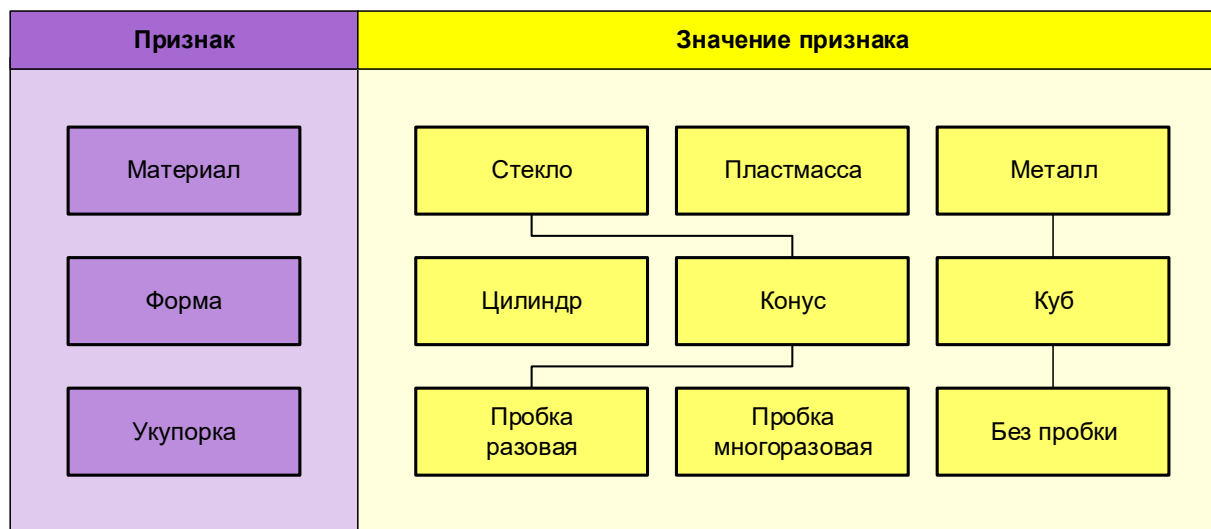 Признак
Значение признака
Материал
Стекло
Пластмасса
Металл
Форма
Цилиндр
Конус
Куб
Укупорка
Пробка
разовая
Пробка
многоразовая
Без пробки